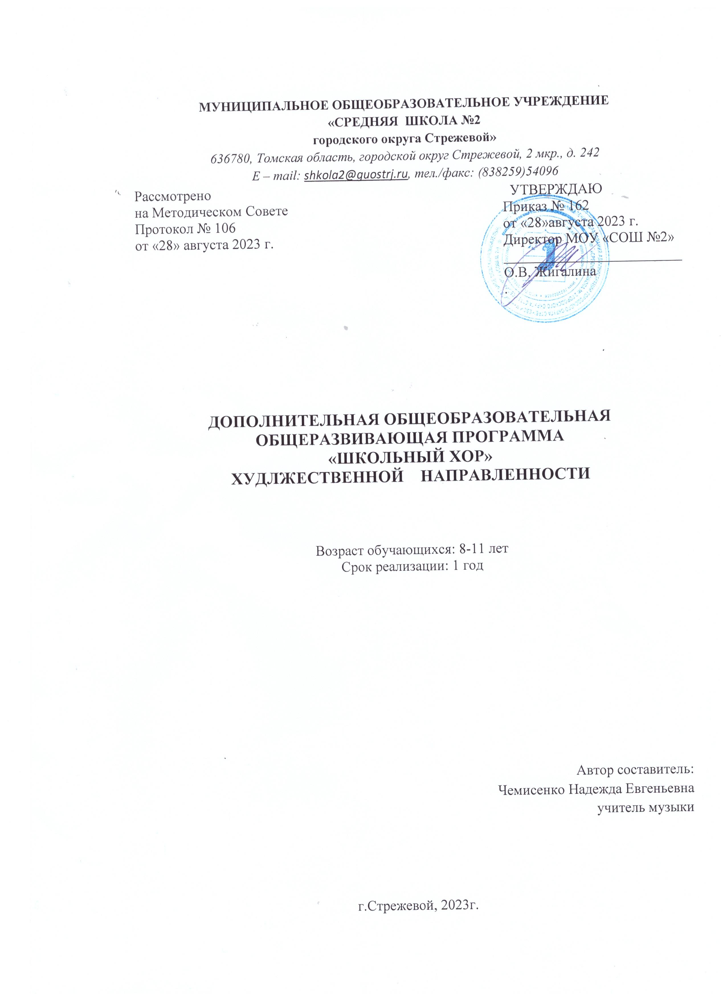 МУНИЦИПАЛЬНОЕ ОБЩЕОБРАЗОВАТЕЛЬНОЕ УЧРЕЖДЕНИЕ
«СРЕДНЯЯ ШКОЛА №2
городского округа Стрежевой»
636780, Томская область, городской округ Стрежевой, 2 мкр., д. 242
E – mail: shkola2@guostrj.ru, тел./факс: (838259)54096
Рассмотрено
на Методическом Совете
Протокол № 106
от «28» августа 2023 г.
УТВЕРЖДАЮ
Приказ № 162
от «28»августа 2023 г.
Директор МОУ «СОШ №2»
О.В. Жигалина
.
ДОПОЛНИТЕЛЬНАЯ ОБЩЕОБРАЗОВАТЕЛЬНАЯ
ОБЩЕРАЗВИВАЮЩАЯ ПРОГРАММА
«ШКОЛЬНЫЙ ХОР»
ХУДЛЖЕСТВЕННОЙ НАПРАВЛЕННОСТИ
Возраст обучающихся: 8-11 лет
Срок реализации: 1 год
Автор составитель:
Чемисенко Надежда Евгеньевна
учитель музыки
г.Стрежевой, 2023г.